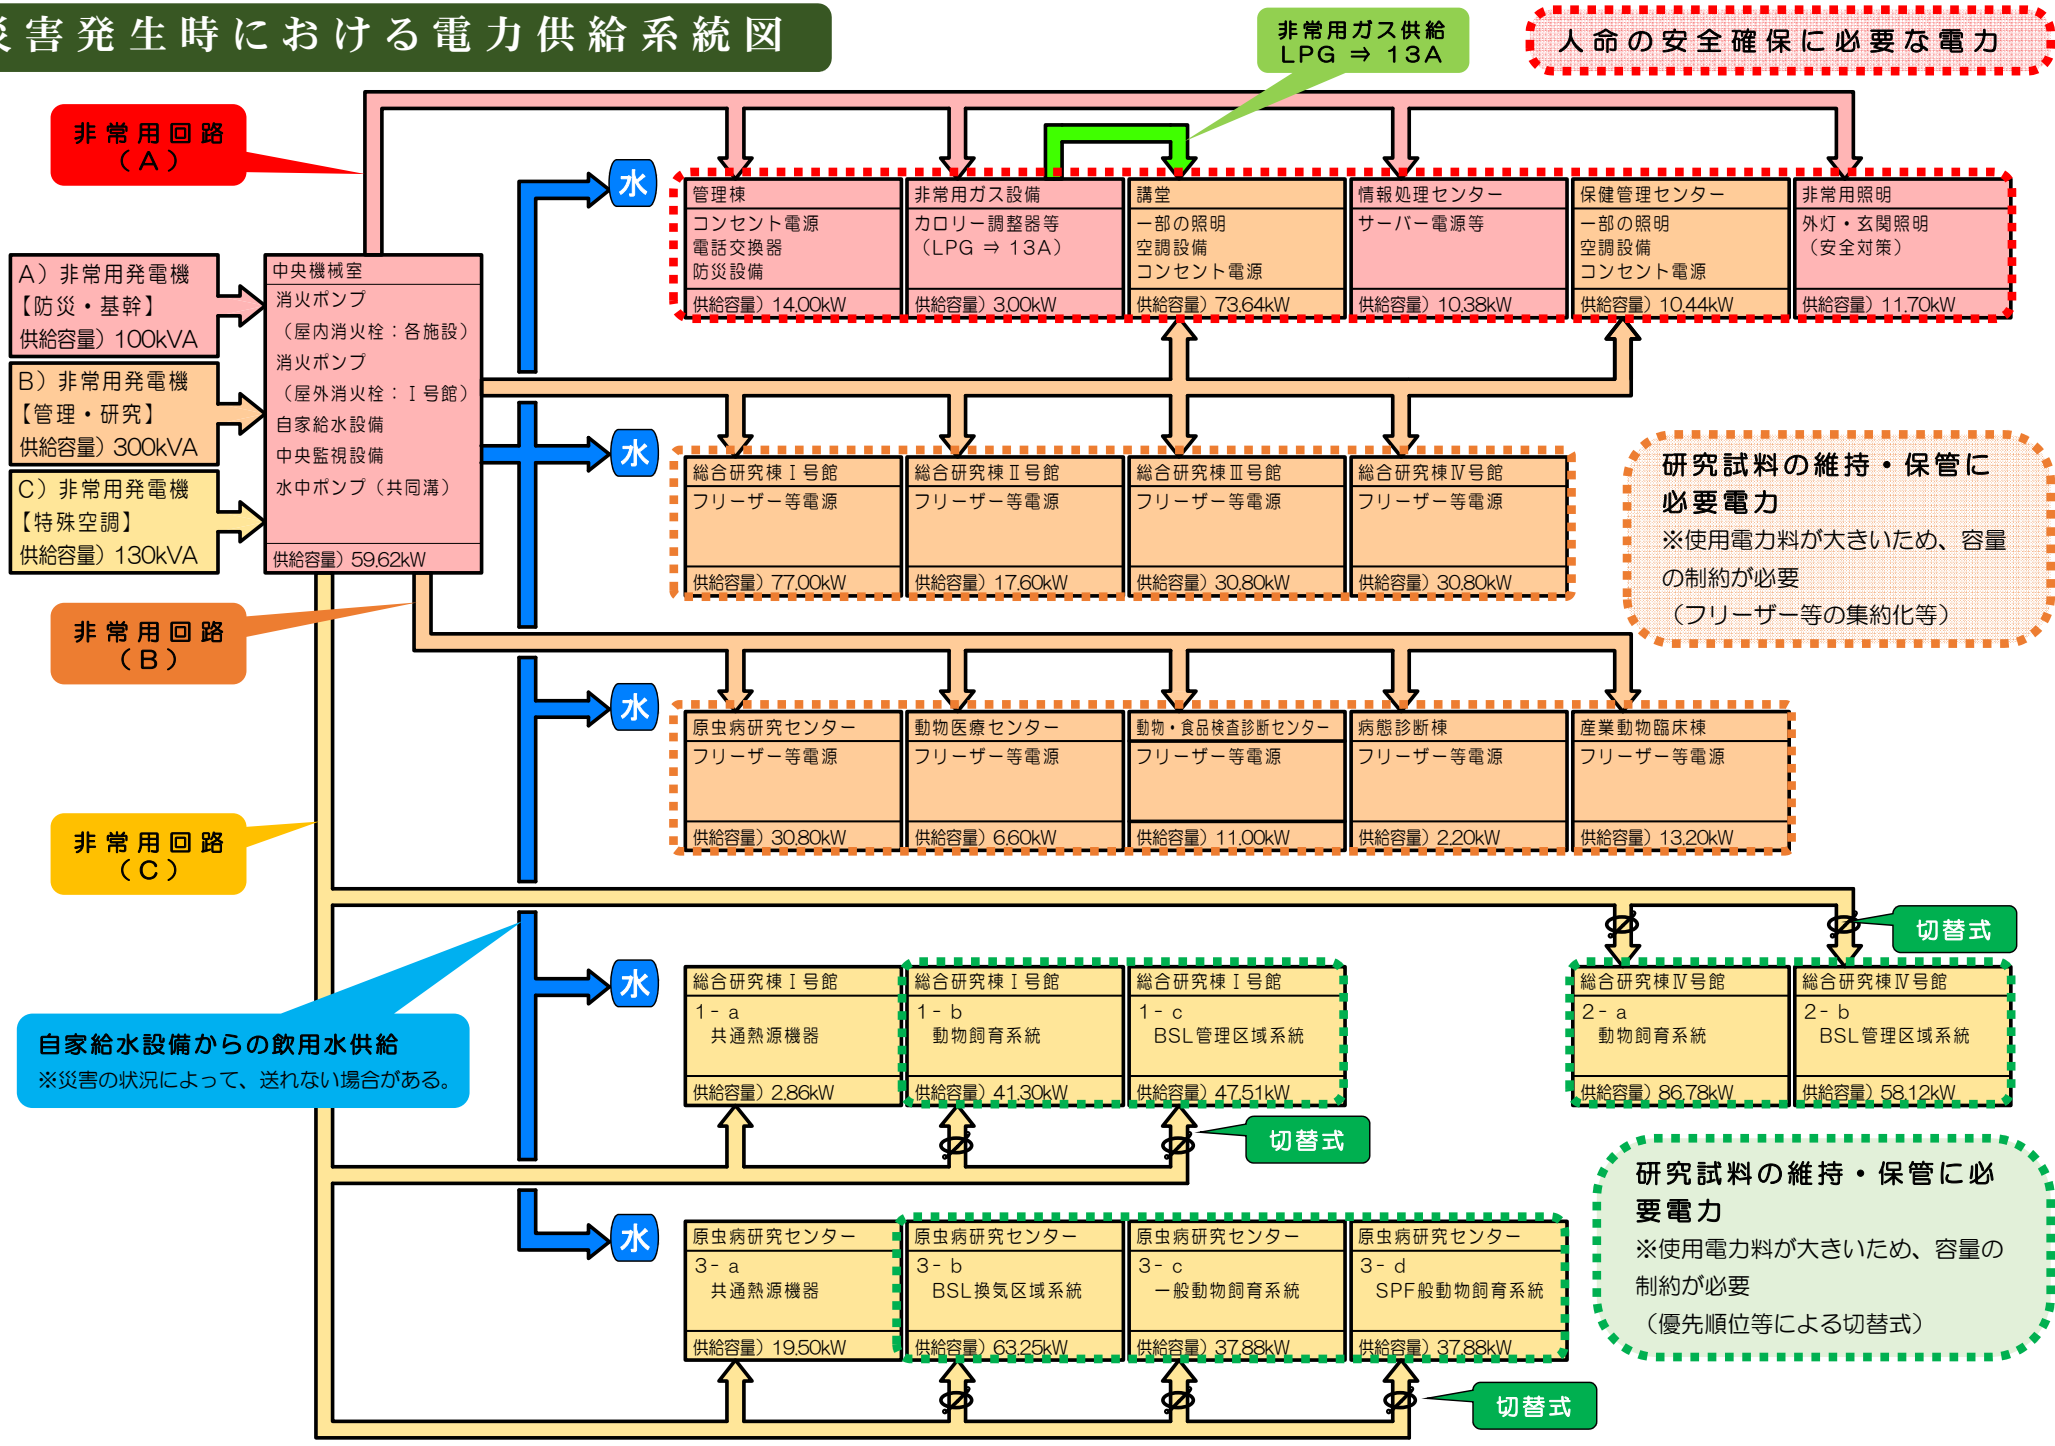 災害発生時における電力供給系統図
非常用ガス供給
LPG ⇒ 13A
人命の安全確保に必要な電力
非常用回路
（A）
水
管理棟
コンセント電源
電話交換器
防災設備
供給容量）14.00kW
非常用ガス設備
カロリー調整器等
（LPG ⇒ 13A）
供給容量）3.00kW
講堂
一部の照明
空調設備
コンセント電源
供給容量）73.64kW
情報処理センター
サーバー電源等
供給容量）10.38kW
保健管理センター
一部の照明
空調設備
コンセント電源
供給容量）10.44kW
非常用照明
外灯・玄関照明
（安全対策）
供給容量）11.70kW
A）非常用発電機
【防災・基幹】
供給容量）100kVA
B）非常用発電機
【管理・研究】
供給容量）300kVA
C）非常用発電機
【特殊空調】
供給容量）130kVA
中央機械室
消火ポンプ
（屋内消火栓：各施設）
消火ポンプ
（屋外消火栓：Ⅰ号館）
自家給水設備
中央監視設備
水中ポンプ（共同溝）
供給容量）59.62kW
水
総合研究棟Ⅰ号館
フリーザー等電源
供給容量）77.00kW
総合研究棟Ⅱ号館
フリーザー等電源
供給容量）17.60kW
総合研究棟Ⅲ号館
フリーザー等電源
供給容量）30.80kW
総合研究棟Ⅳ号館
フリーザー等電源
供給容量）30.80kW
研究試料の維持・保管に
必要電力
※使用電力料が大きいため、容量
の制約が必要
（フリーザー等の集約化等）
非常用回路
（B）
水
原虫病研究センター
フリーザー等電源
供給容量）30.80kW
動物医療センター
フリーザー等電源
供給容量）6.60kW
動物・食品検査診断センター
フリーザー等電源
供給容量）11.00kW
病態診断棟
フリーザー等電源
供給容量）2.20kW
産業動物臨床棟
フリーザー等電源
供給容量）13.20kW
非常用回路
（C）
切替式
水
総合研究棟Ⅰ号館
1-a
共通熱源機器
供給容量）2.86kW
総合研究棟Ⅰ号館
1-b
動物飼育系統
供給容量）41.30kW
総合研究棟Ⅰ号館
1-c
BSL管理区域系統
供給容量）47.51kW
総合研究棟Ⅳ号館
2-a
動物飼育系統
供給容量）86.78kW
総合研究棟Ⅳ号館
2-b
BSL管理区域系統
供給容量）58.12kW
自家給水設備からの飲用水供給
※災害の状況によって、送れない場合がある。
切替式
研究試料の維持・保管に必
要電力
※使用電力料が大きいため、容量の
制約が必要
（優先順位等による切替式）
水
原虫病研究センター
3-a
共通熱源機器
供給容量）19.50kW
原虫病研究センター
3-b
BSL換気区域系統
供給容量）63.25kW
原虫病研究センター
3-c
一般動物飼育系統
供給容量）37.88kW
原虫病研究センター
3-d
SPF般動物飼育系統
供給容量）37.88kW
切替式